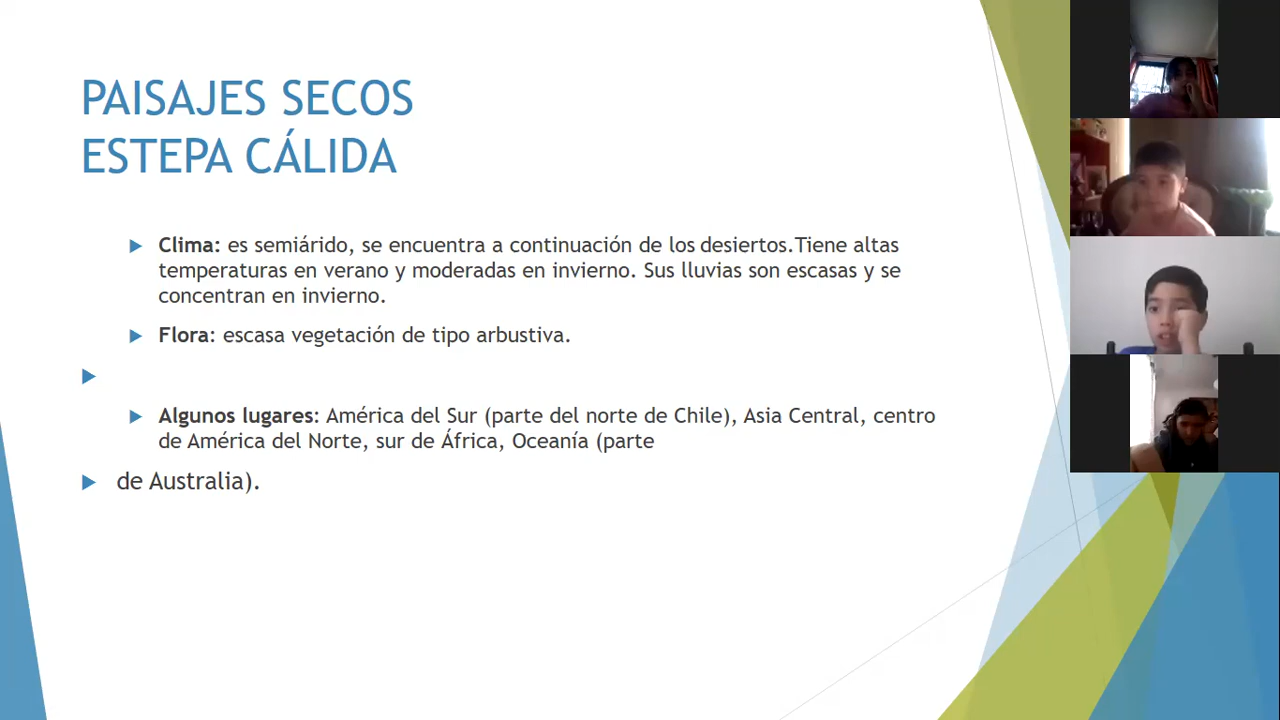 PAISAJES SECOS
ESTEPA CÁLIDA
Clima: es semiárido, se encuentra a continuación de los desiertos.Tiene altas
temperaturas en verano y moderadas en invierno. Sus lluvias son escasas y se
concentran en invierno.
Flora: escasa vegetación de tipo arbustiva.
Algunos lugares: América del Sur (parte del norte de Chile), Asia Central, centro
de América del Norte, sur de África, Oceanía (parte
de Australia).